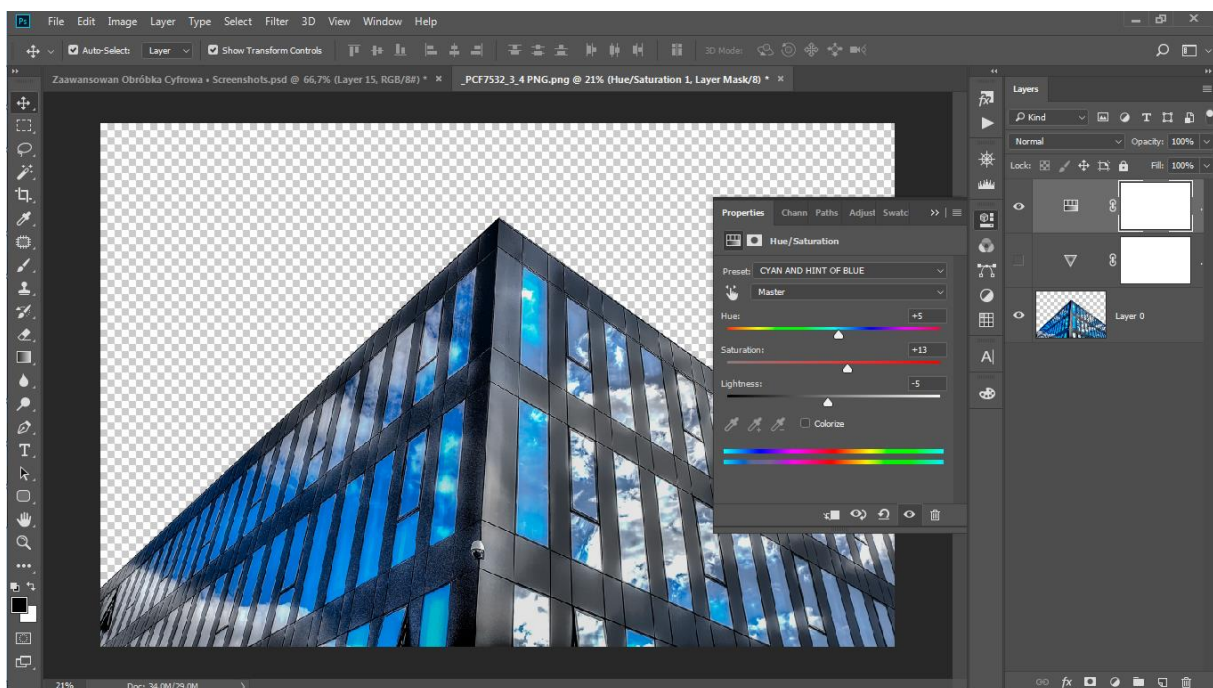 Ps File Edit Image Layer Type Select Filter 3D View Window Help
Auto-Select: Layer Show Transform Controls 3D Mode:
Zaawansowan Obróbka Cyfrowa • Screenshots.psd @ 66,7% (Layer 15, RGB/8#) * × _PCF7532_3_4 PNG.png @ 21% (Hue/Saturation 1, Layer Mask/8) * ×
Layers
Kind
Normal Opacity: 100%
Lock: Fill: 100%
Properties Chann Paths Adjust Swatc
Hue/Saturation
Preset: CYAN AND HINT OF BLUE
Master
Hue: +5
Saturation: +13
Lightness: -5
Colorize
Layer 0
21% Doc: 34,0M/29,0M